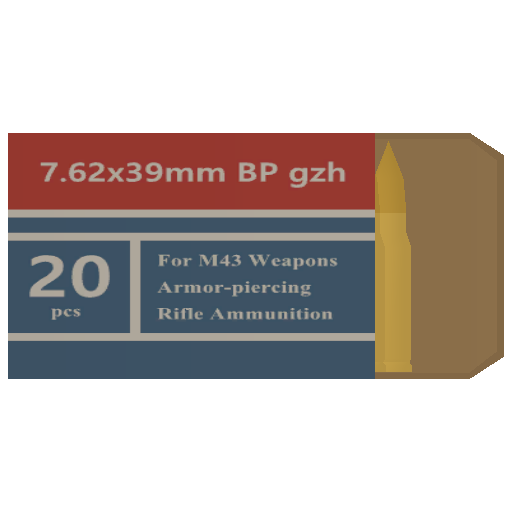 7.62x39mm BP gzh
20
pcs
For M43 Weapons
Armor-piercing
Rifle Ammunition